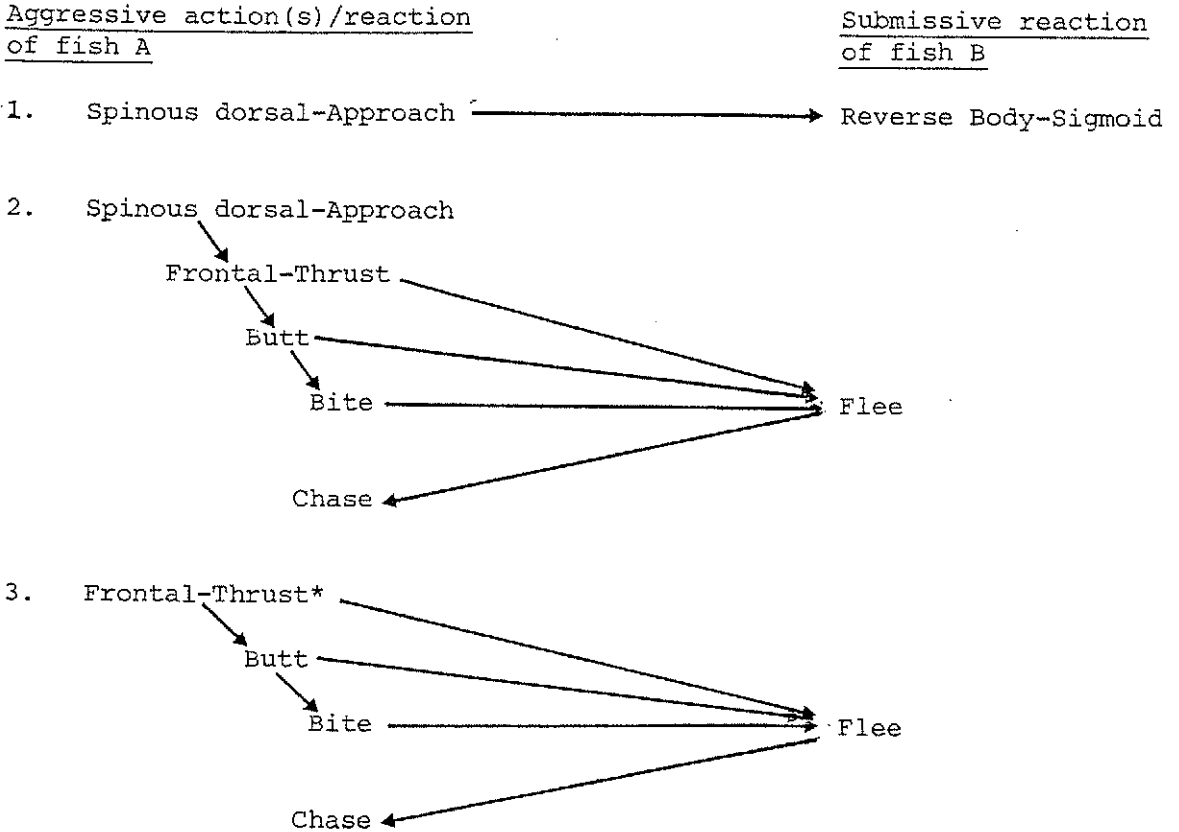 Aggressive action(s)/reaction
of fish A
Submissive reaction
of fish B
1. Spinous dorsal-Approach
Reverse Body-Sigmoid
2. Spinous dorsal-Approach
Frontal-Thrust
Butt
Bite
Flee
Chase
3. Frontal-Thrust*
Butt
Bite
Flee
Chase